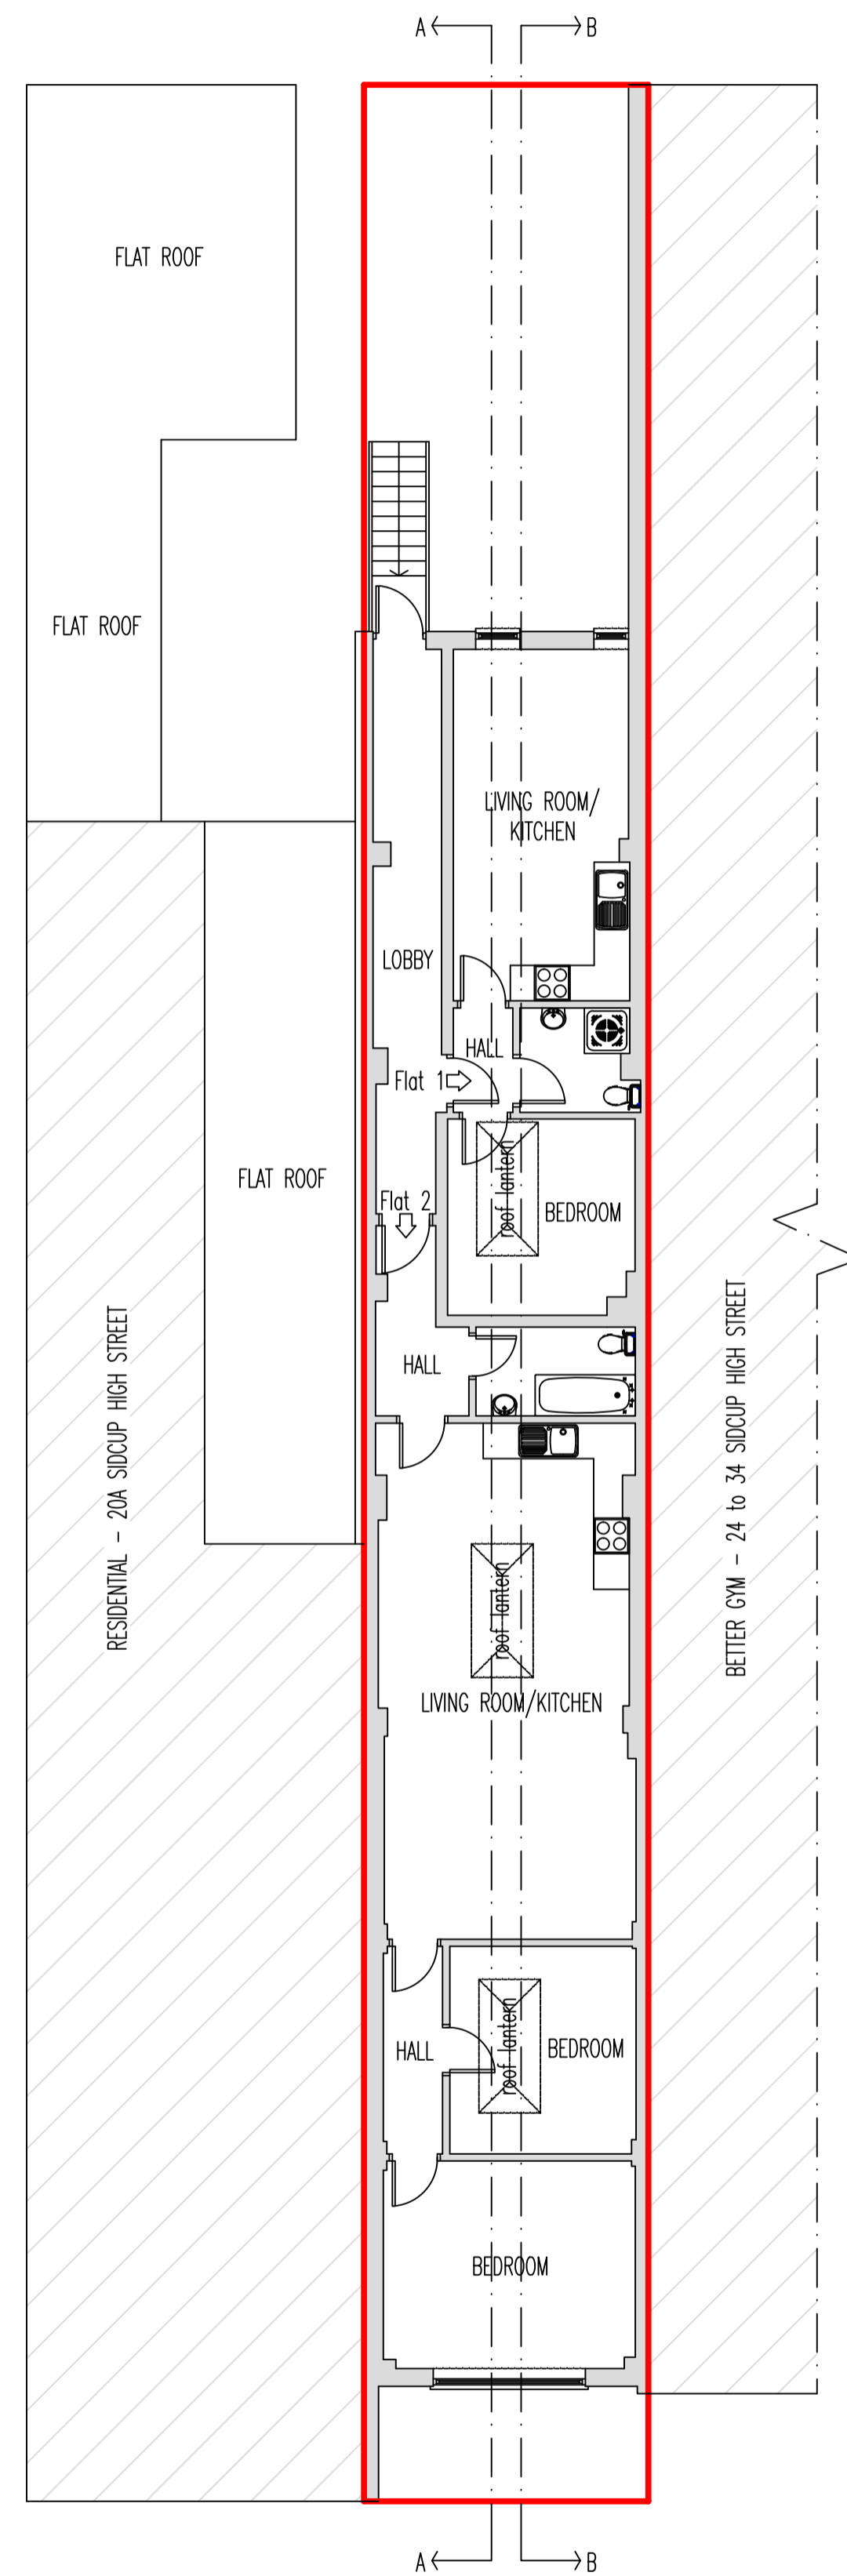 A
B
FLAT ROOF
FLAT ROOF
LIVING ROOM/
KITCHEN
LOBBY
HALL
Flat 1
FLAT ROOF
roof lantern
Flat 2
BEDROOM
HALL
RESIDENTIAL - 20A SIDCUP HIGH STREET
BETTER GYM - 24 to 34 SIDCUP HIGH STREET
roof lantern
LIVING ROOM/KITCHEN
HALL
roof lantern
BEDROOM
BEDROOM
A
B